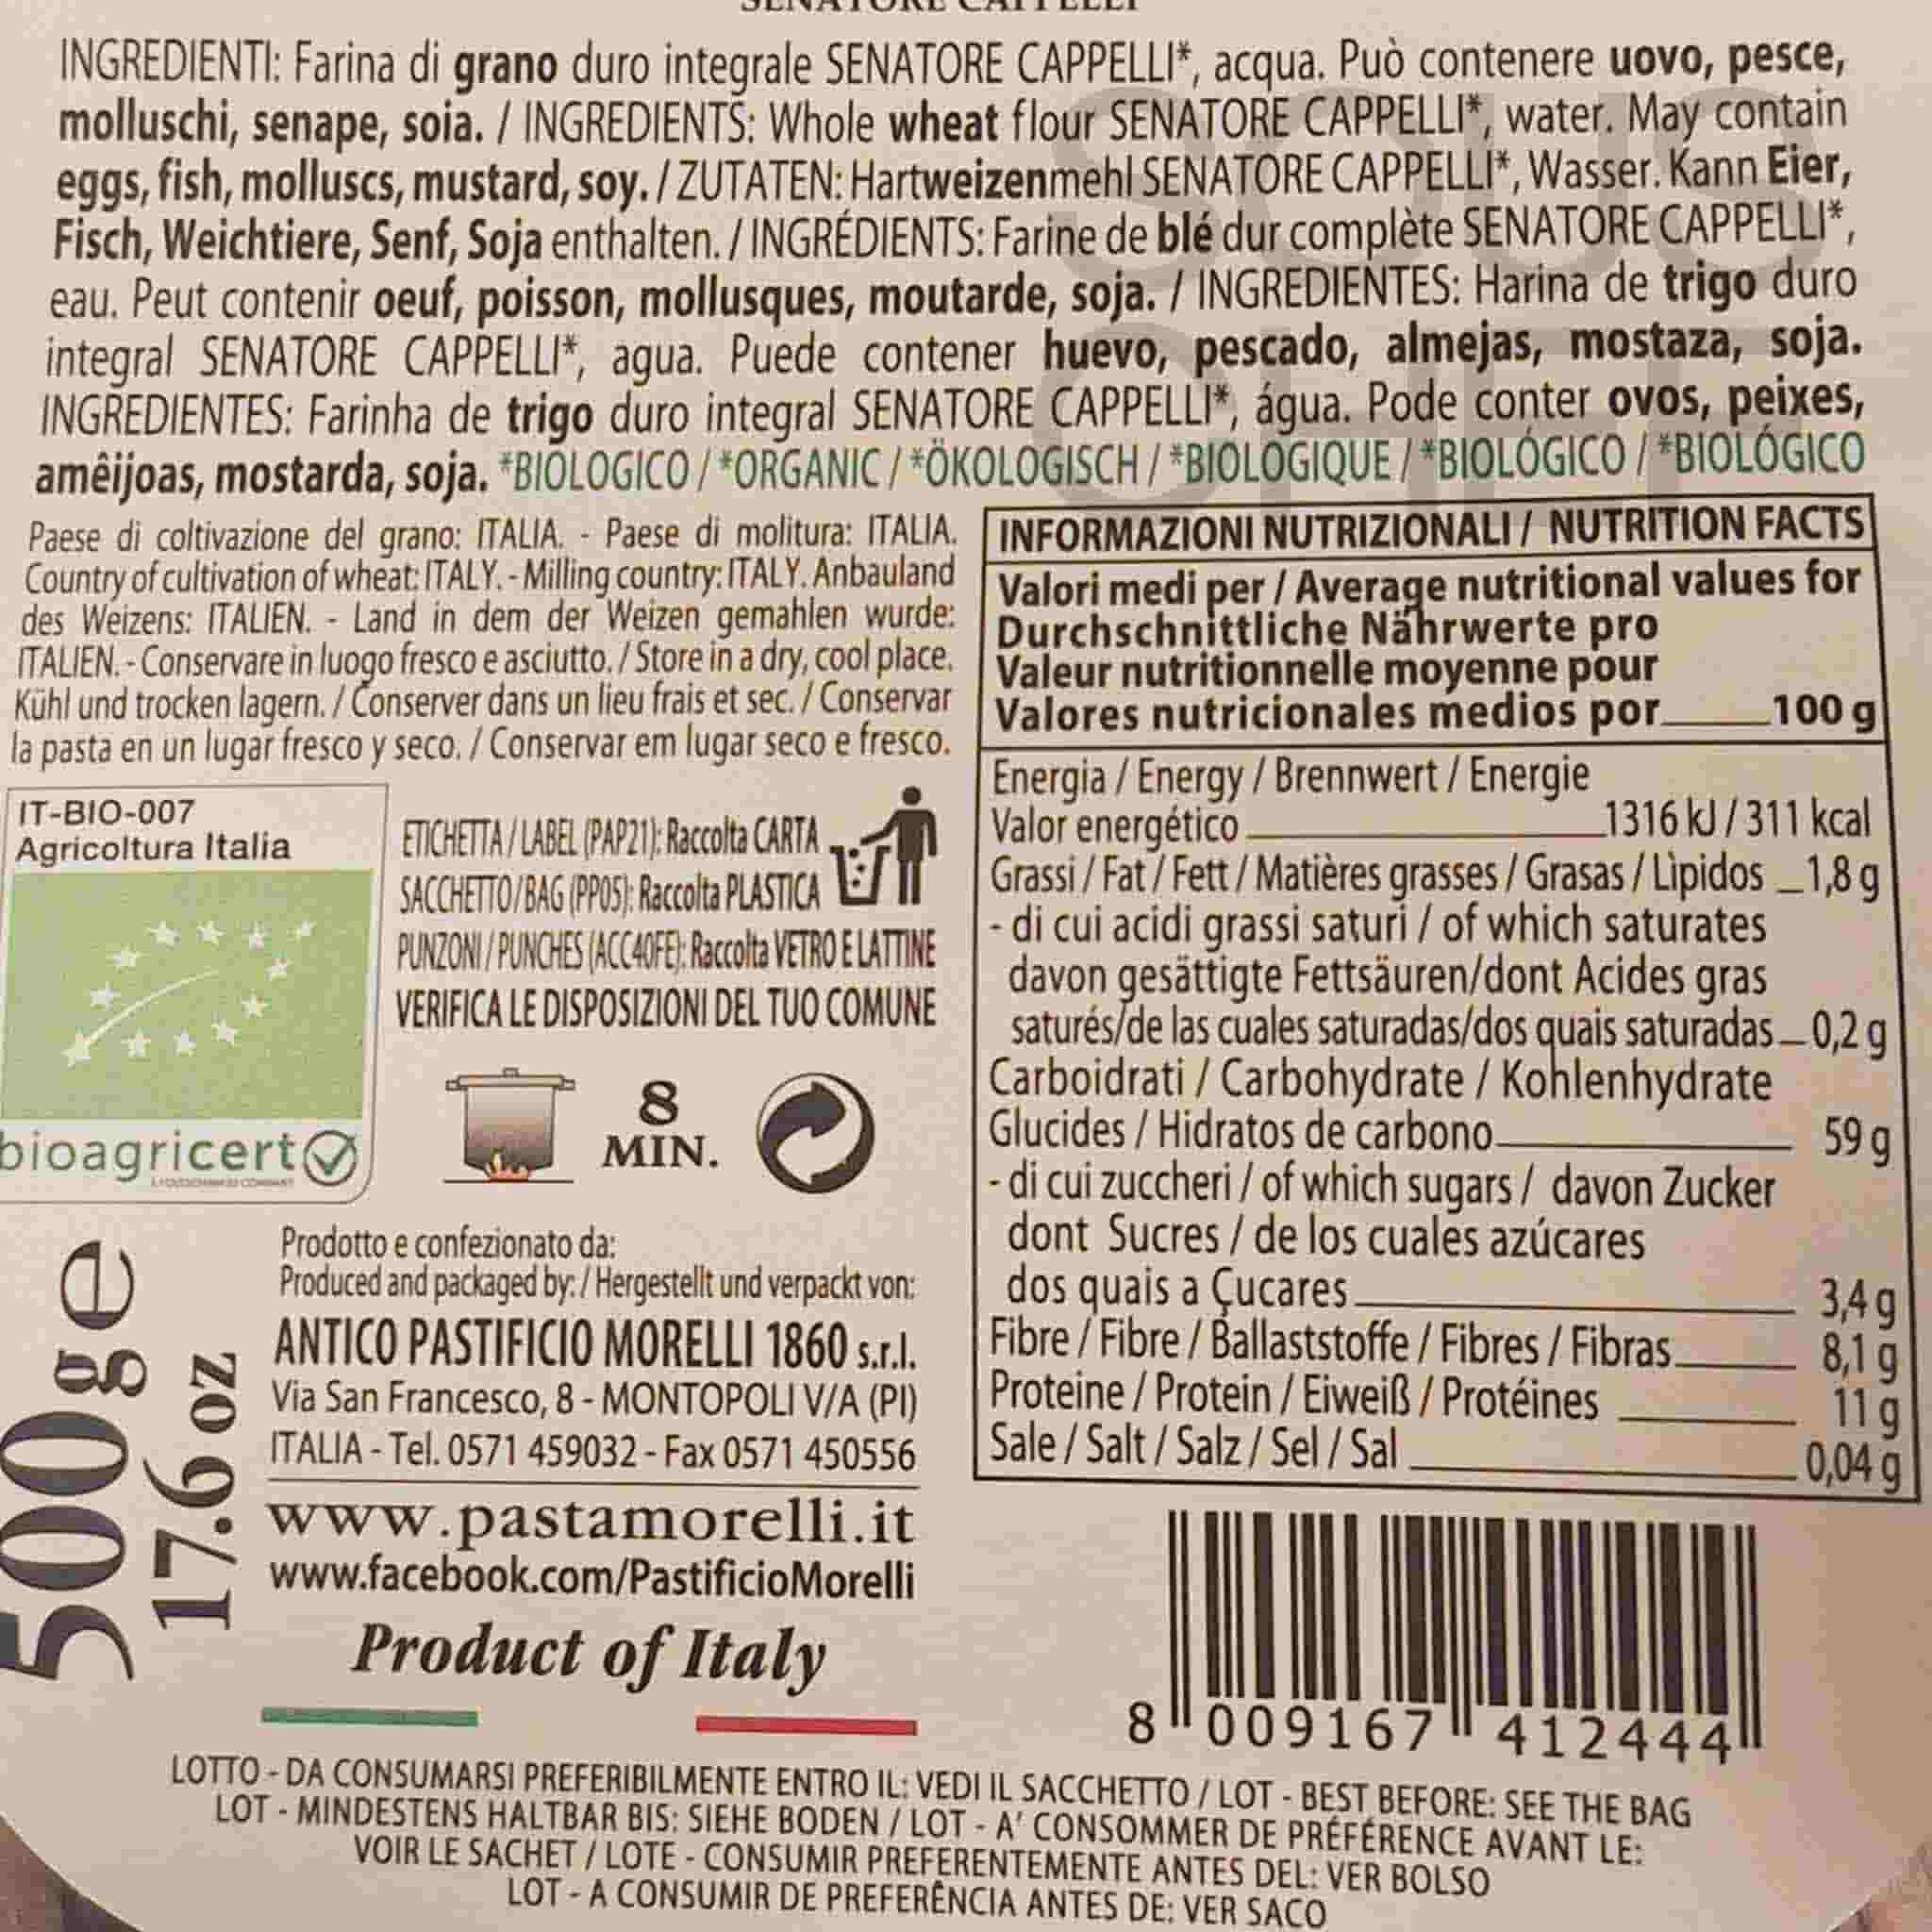 SENATORE CAPPELLI
INGREDIENTI: Farina di grano duro integrale SENATORE CAPPELLI*, acqua. Può contenere uovo, pesce,
molluschi, senape, soia. / INGREDIENTS: Whole wheat flour SENATORE CAPPELLI*, water. May contain
eggs, fish, molluscs, mustard, soy. / ZUTATEN: Hartweizenmehl SENATORE CAPPELLI*, Wasser. Kann Eier,
Fisch, Weichtiere, Senf, Soja enthalten. / INGRÉDIENTS: Farine de blé dur complète SENATORE CAPPELLI*,
eau. Peut contenir oeuf, poisson, mollusques, moutarde, soja. / INGREDIENTES: Harina de trigo duro
integral SENATORE CAPPELLI*, agua. Puede contener huevo, pescado, almejas, mostaza, soja.
INGREDIENTES: Farinha de trigo duro integral SENATORE CAPPELLI*, água. Pode conter ovos, peixes,
amêijoas, mostarda, soja. *BIOLOGICO / *ORGANIC / *ÖKOLOGISCH / *BIOLOGIQUE / *BIOLÓGICO / *BIOLÓGICO
Paese di coltivazione del grano: ITALIA. - Paese di molitura: ITALIA.
Country of cultivation of wheat: ITALY. - Milling country: ITALY. Anbauland
des Weizens: ITALIEN. - Land in dem der Weizen gemahlen wurde:
ITALIEN. - Conservare in luogo fresco e asciutto. / Store in a dry, cool place.
Kühl und trocken lagern. / Conserver dans un lieu frais et sec. / Conservar
la pasta en un lugar fresco y seco. / Conservar em lugar seco e fresco.
IT-BIO-007
Agricoltura Italia
bioagricert
ETICHETTA / LABEL (PAP21): Raccolta CARTA
SACCHETTO/BAG (PP05): Raccolta PLASTICA
PUNZONI / PUNCHES (ACC40FE): Raccolta VETRO E LATTINE
VERIFICA LE DISPOSIZIONI DEL TUO COMUNE
8
MIN.
500 g e
17.6 oz
Prodotto e confezionato da:
Produced and packaged by: / Hergestellt und verpackt von:
ANTICO PASTIFICIO MORELLI 1860 s.r.l.
Via San Francesco, 8 - MONTOPOLI V/A (PI)
ITALIA - Tel. 0571 459032 - Fax 0571 450556
www.pastamorelli.it
www.facebook.com/PastificioMorelli
Product of Italy
INFORMAZIONI NUTRIZIONALI / NUTRITION FACTS
Valori medi per / Average nutritional values for
Durchschnittliche Nährwerte pro
Valeur nutritionnelle moyenne pour
Valores nutricionales medios por 100 g
Energia / Energy / Brennwert / Energie
Valor energético 1316 kJ / 311 kcal
Grassi / Fat / Fett / Matières grasses / Grasas / Lìpidos 1,8 g
- di cui acidi grassi saturi / of which saturates
davon gesättigte Fettsäuren/dont Acides gras
saturés/de las cuales saturadas/dos quais saturadas 0,2 g
Carboidrati / Carbohydrate / Kohlenhydrate
Glucides / Hidratos de carbono 59 g
- di cui zuccheri / of which sugars / davon Zucker
dont Sucres / de los cuales azúcares
dos quais a Çucares 3,4 g
Fibre / Fibre / Ballaststoffe / Fibres / Fibras 8,1 g
Proteine / Protein / Eiweiß / Protéines 11 g
Sale / Salt / Salz / Sel / Sal 0,04 g
8 009167 412444
LOTTO - DA CONSUMARSI PREFERIBILMENTE ENTRO IL: VEDI IL SACCHETTO / LOT - BEST BEFORE: SEE THE BAG
LOT - MINDESTENS HALTBAR BIS: SIEHE BODEN / LOT - A' CONSOMMER DE PRÉFÉRENCE AVANT LE:
VOIR LE SACHET / LOTE - CONSUMIR PREFERENTEMENTE ANTES DEL: VER BOLSO
LOT - A CONSUMIR DE PREFERÊNCIA ANTES DE: VER SACO